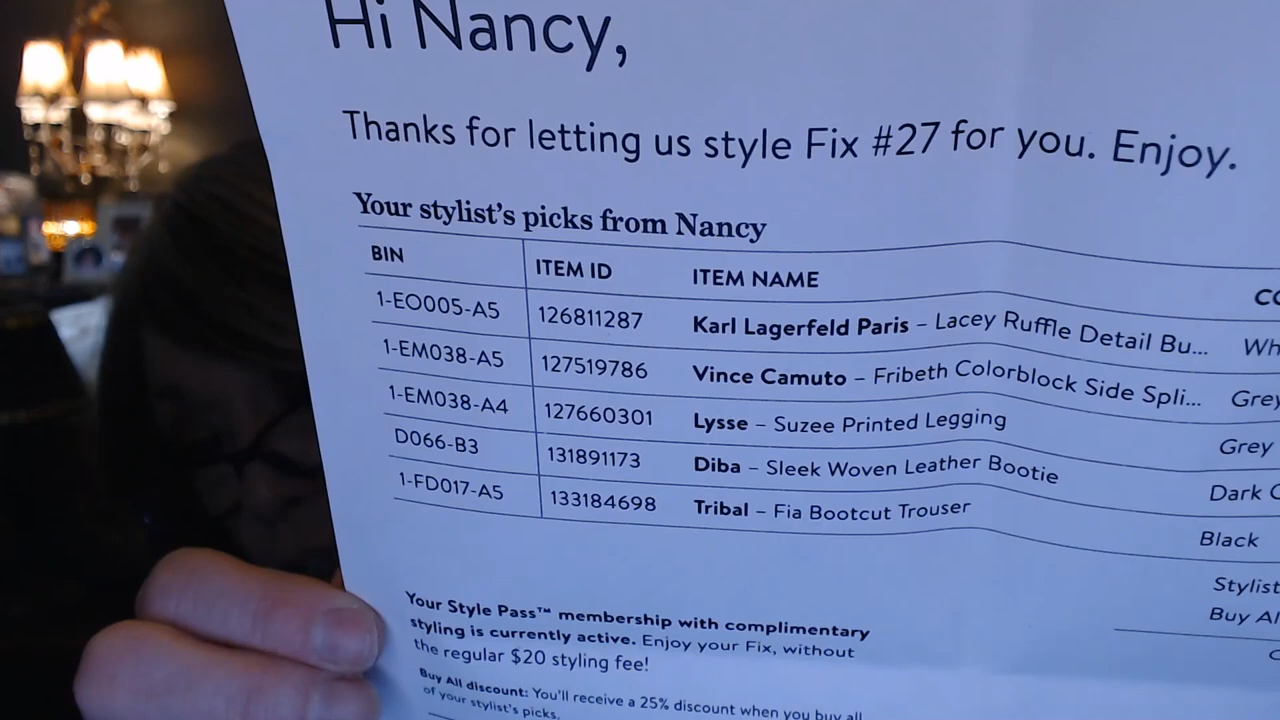 Hi Nancy,
Thanks for letting us style Fix #27 for you. Enjoy.
Your stylist's picks from Nancy
BIN ITEM ID ITEM NAME
1-EO005-A5 126811287 Karl Lagerfeld Paris – Lacey Ruffle Detail Bu...
1-EM038-A5 127519786 Vince Camuto – Fribeth Colorblock Side Spli... Grey
1-EM038-A4 127660301 Lysse – Suzee Printed Legging Grey
D066-B3 131891173 Diba – Sleek Woven Leather Bootie Dark
1-FD017-A5 133184698 Tribal – Fia Bootcut Trouser Black
Stylist
Buy
Your Style Pass™ membership with complimentary
styling is currently active. Enjoy your Fix, without
the regular $20 styling fee!
Buy All discount: You'll receive a 25% discount when you buy all
of your stylist's picks.